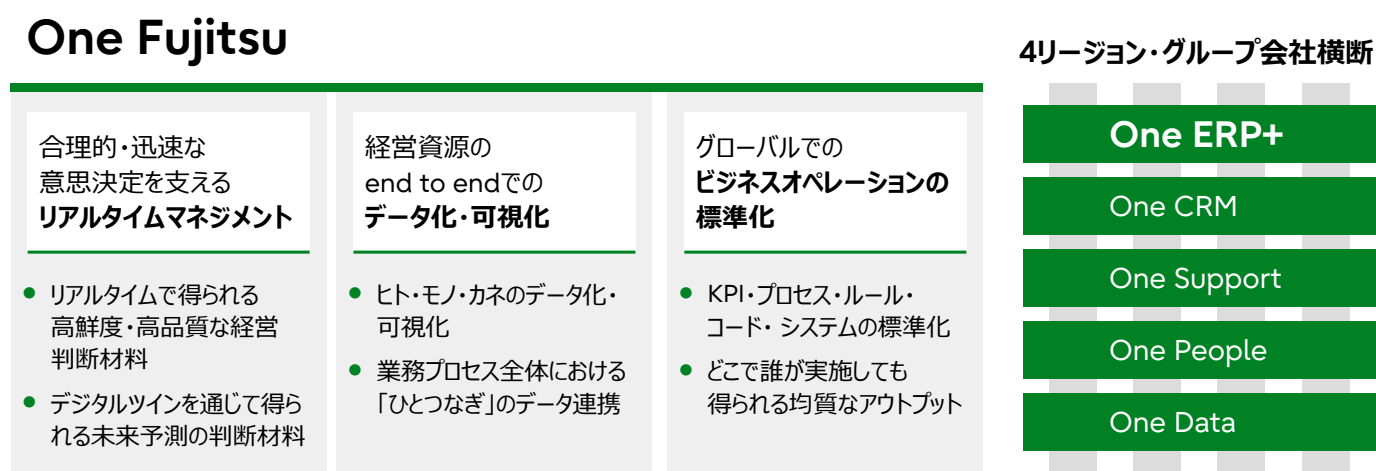 One Fujitsu
合理的・迅速な
意思決定を支える
リアルタイムマネジメント
リアルタイムで得られる
高鮮度・高品質な経営
判断材料
デジタルツインを通じて得ら
れる未来予測の判断材料
経営資源の
end to endでの
データ化・可視化
ヒト・モノ・カネのデータ化・
可視化
業務プロセス全体における
「ひとつなぎ」のデータ連携
グローバルでの
ビジネスオペレーションの
標準化
KPI・プロセス・ルール・
コード・ システムの標準化
どこで誰が実施しても
得られる均質なアウトプット
4リージョン・グループ会社横断
One ERP+
One CRM
One Support
One People
One Data